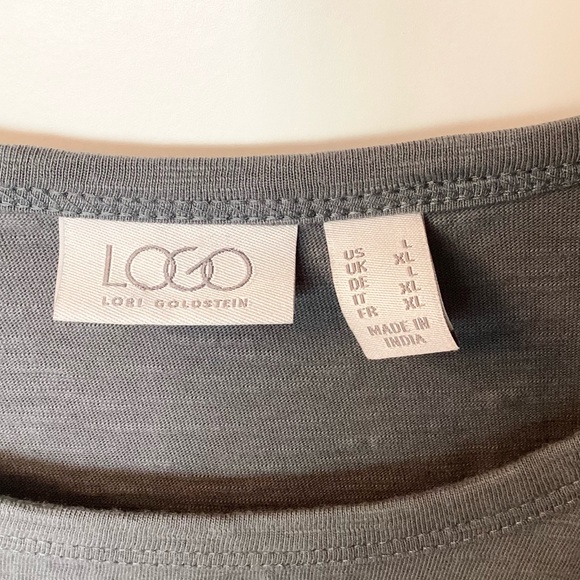 LOGO
LORI GOLDSTEIN
US L
UK XL
DE L
IT XL
FR XL
MADE IN
INDIA